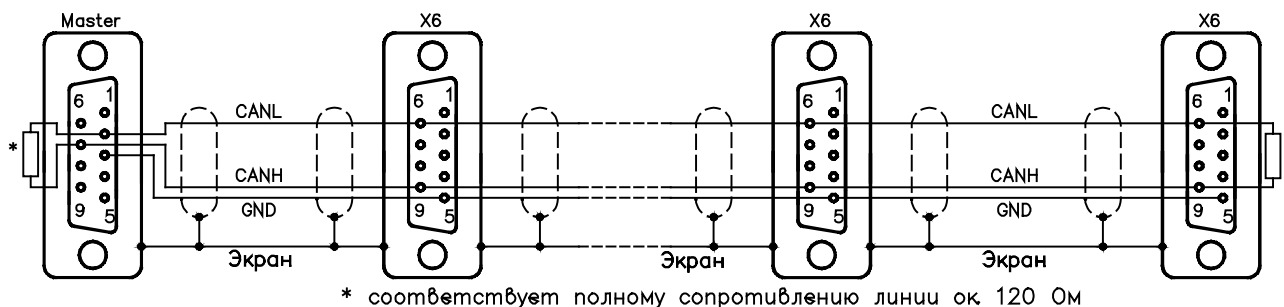 Master X6 X6 X6
6 1 6 1 6 1 6 1
CANL CANL
*
CANH CANH
9 5 9 5 9 5 9 5
GND GND
Экран Экран Экран
* соответствует полному сопротивлению линии ок. 120 Ом